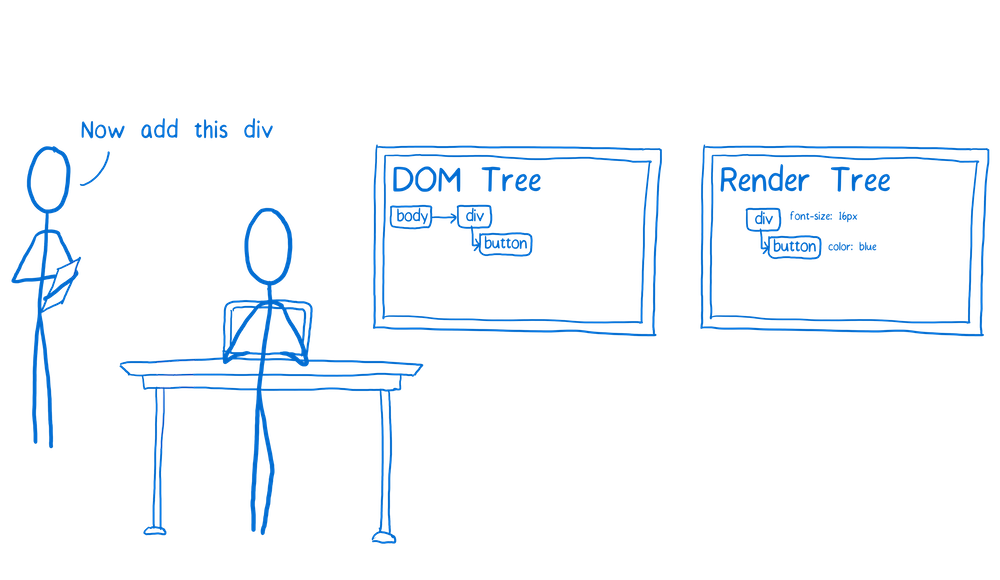 Now add this div
DOM Tree
body
div
button
Render Tree
div
font-size: 16px
button
color: blue